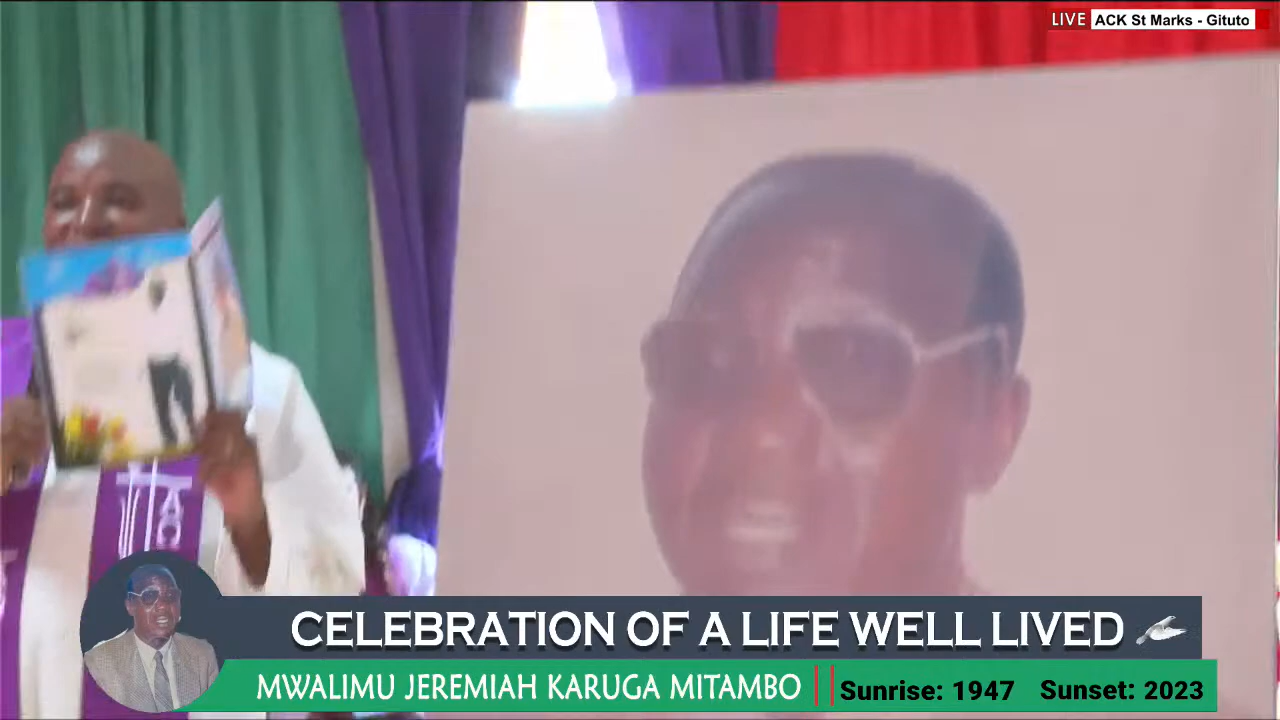 LIVE ACK St Marks - Gituto
CELEBRATION OF A LIFE WELL LIVED
MWALIMU JEREMIAH KARUGA MITAMBO || Sunrise: 1947 Sunset: 2023